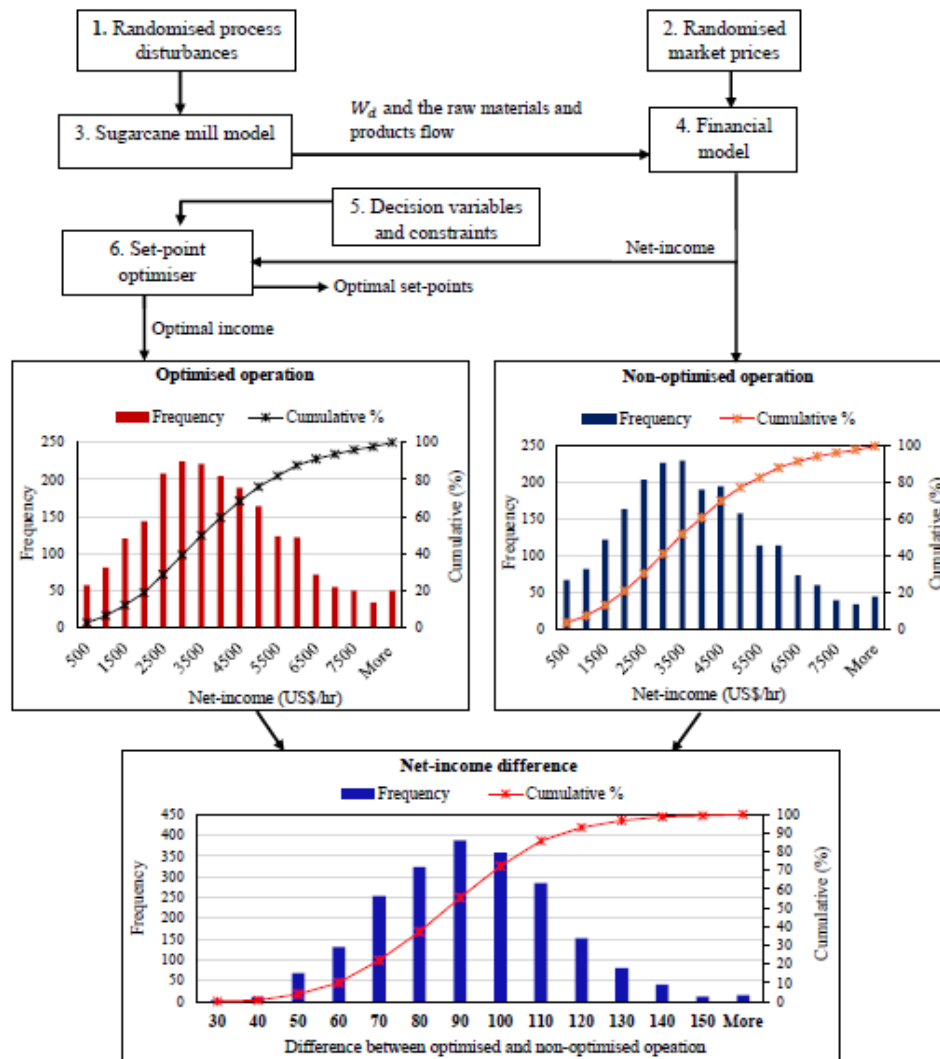 1. Randomised process
disturbances
2. Randomised
market prices
3. Sugarcane mill model
W_d and the raw materials and
products flow
4. Financial
model
5. Decision variables
and constraints
6. Set-point
optimiser
Net-income
Optimal set-points
Optimal income
Optimised operation
Frequency Cumulative %
250
200
150
100
50
0
Frequency
100
80
60
40
20
0
Cumulative (%)
500 1500 2500 3500 4500 5500 6500 7500 More
Net-income (US$/hr)
Non-optimised operation
Frequency Cumulative %
250
200
150
100
50
0
Frequency
100
80
60
40
20
0
Cumulative (%)
500 1500 2500 3500 4500 5500 6500 7500 More
Net-income (US$/hr)
Net-income difference
Frequency Cumulative %
450
400
350
300
250
200
150
100
50
0
Frequency
100
90
80
70
60
50
40
30
20
10
0
Cumulative (%)
30 40 50 60 70 80 90 100 110 120 130 140 150 More
Difference between optimised and non-optimised opeation